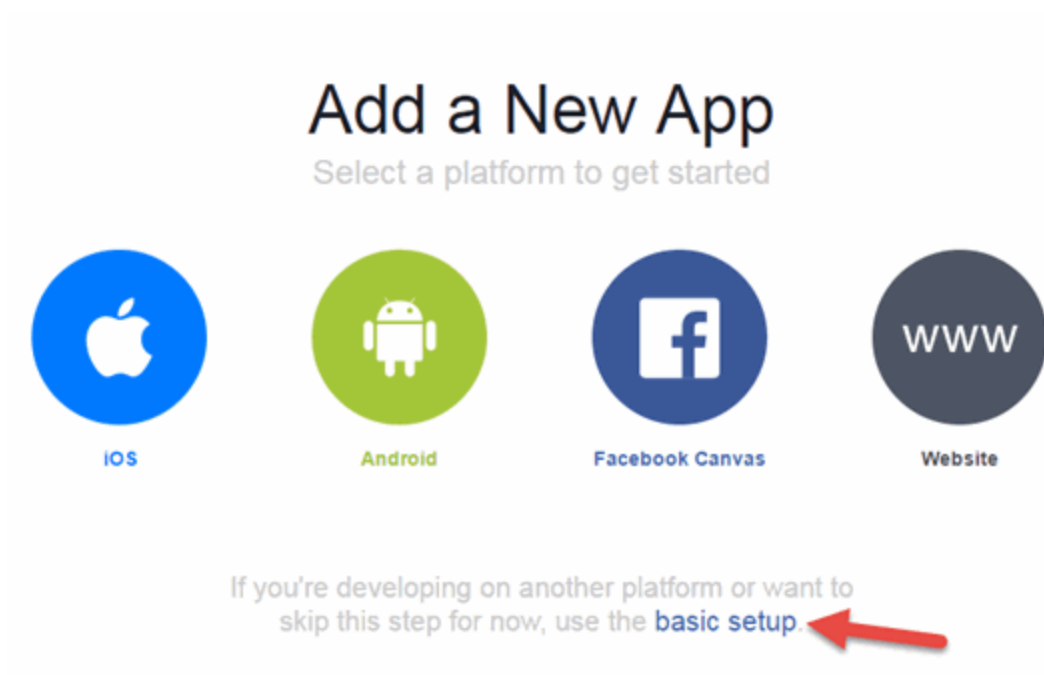 Add a New App
Select a platform to get started
www
iOS
Android
Facebook Canvas
Website
If you're developing on another platform or want to
skip this step for now, use the basic setup.